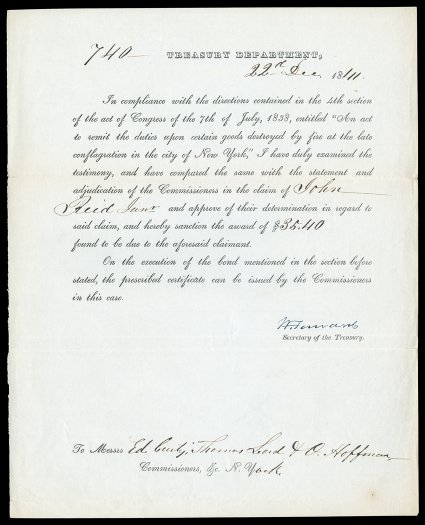 740 — TREASURY DEPARTMENT,
22d Dec 1841.
In compliance with the directions contained in the 4th section
of the act of Congress of the 7th of July, 1838, entitled "An act
to remit the duties upon certain goods destroyed by fire at the late
conflagration in the city of New York," I have duly examined the
testimony, and have compared the same with the statement and
adjudication of the Commissioners in the claim of John
Reid Junr and approve of their determination in regard to
said claim, and hereby sanction the award of $35.40
found to be due to the aforesaid claimant.
On the execution of the bond mentioned in the section before
stated, the prescribed certificate can be issued by the Commissioners
in this case.
W Forward
Secretary of the Treasury.
To Messrs Ed Thomas Lord & O. Hoffman
Commissioners, &c. N. York.